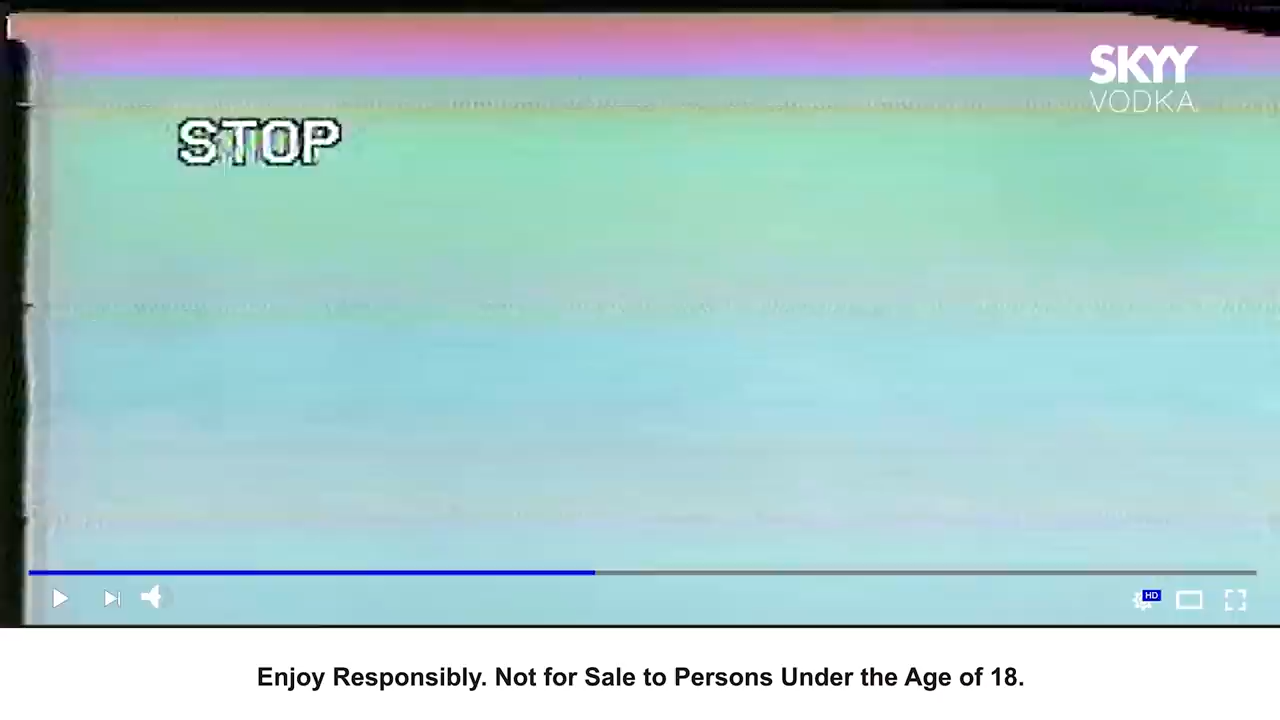 SKYY
VODKA
STOP
HD
Enjoy Responsibly. Not for Sale to Persons Under the Age of 18.